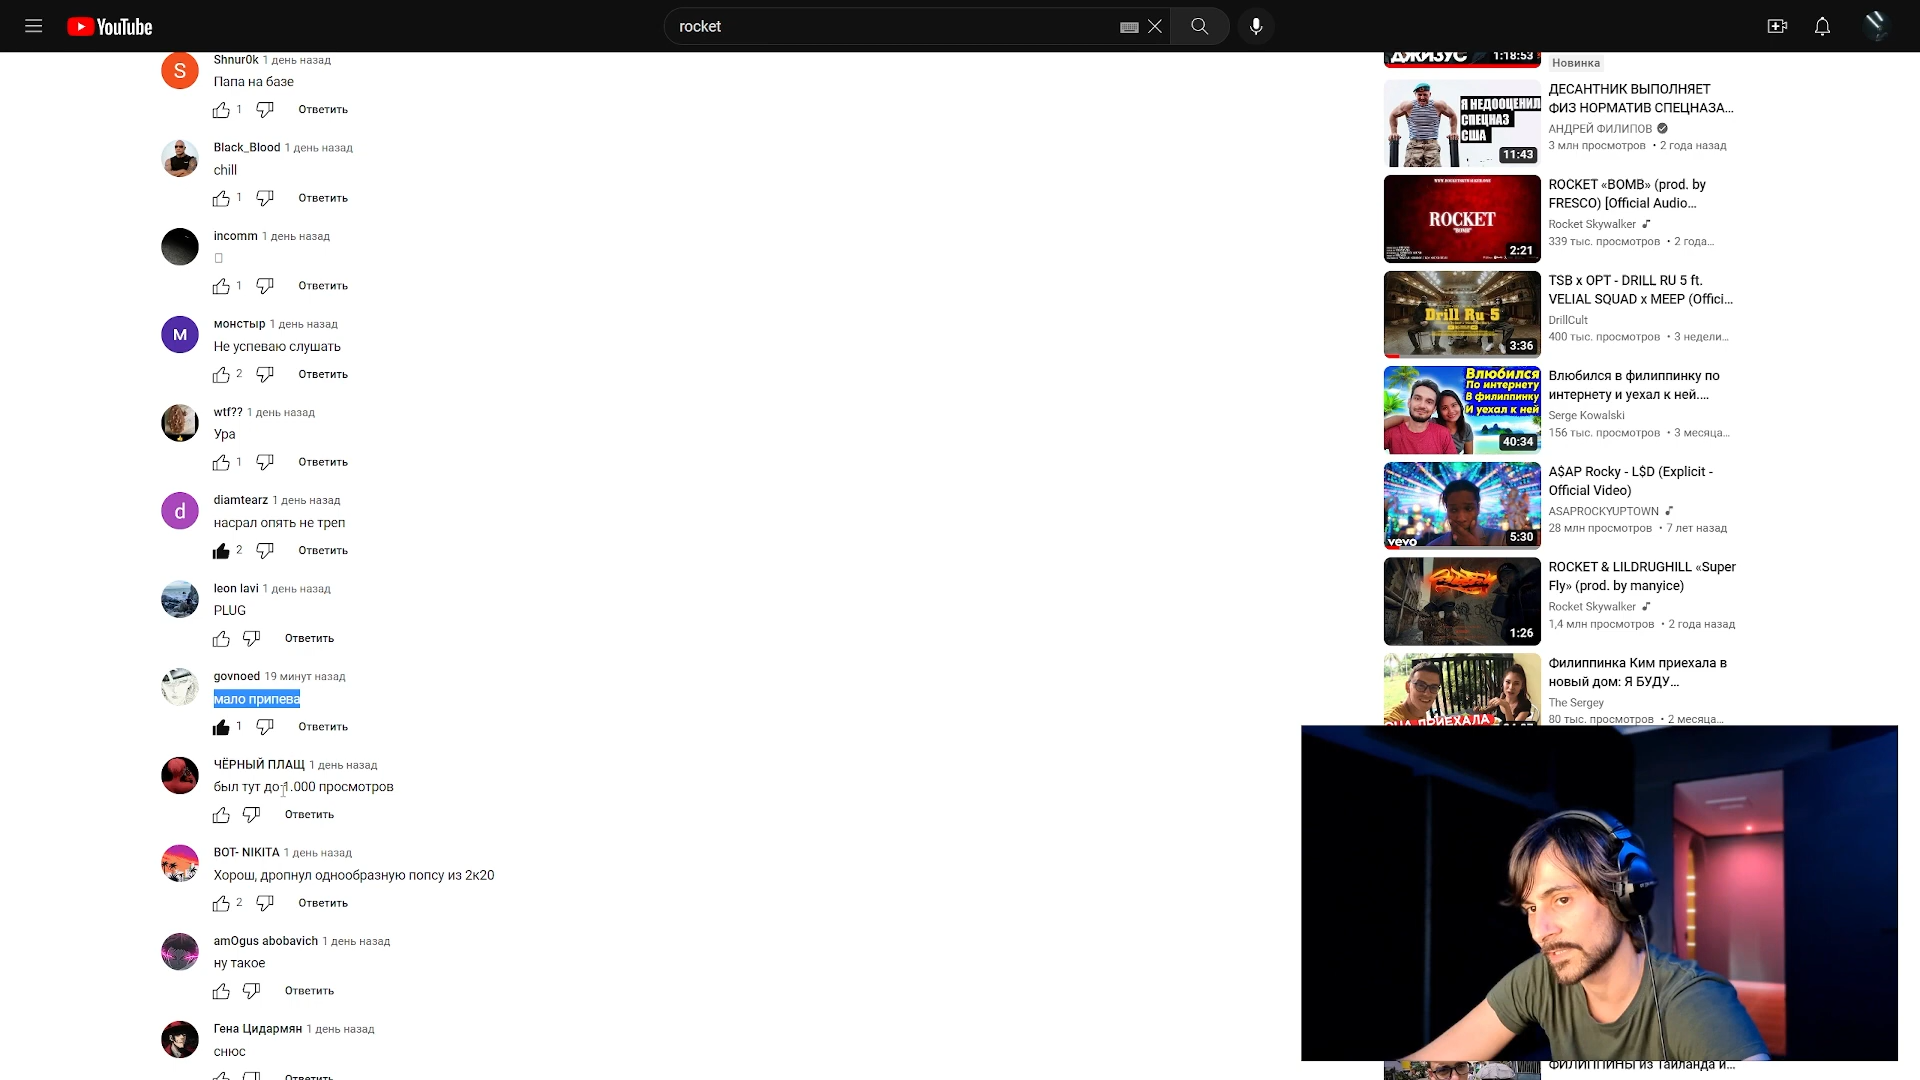 YouTube
rocket
Shnur0k 1 день назад
Папа на базе
1 Ответить
Black_Blood 1 день назад
chill
1 Ответить
incomm 1 день назад
1 Ответить
монстыр 1 день назад
Не успеваю слушать
2 Ответить
wtf?? 1 день назад
Ура
1 Ответить
diamtearz 1 день назад
насрал опять не треп
2 Ответить
leon lavi 1 день назад
PLUG
Ответить
govnoed 19 минут назад
мало припева
1 Ответить
ЧЁРНЫЙ ПЛАЩ 1 день назад
был тут до 1.000 просмотров
Ответить
BOT- NIKITA 1 день назад
Хорош, дропнул однообразную попсу из 2к20
2 Ответить
amOgus abobavich 1 день назад
ну такое
Ответить
Гена Цидармян 1 день назад
снюс
Ответить
ДЖИЗУС
1:18:53
Новинка
Я НЕДООЦЕНИЛ
СПЕЦНАЗ
США
11:43
ДЕСАНТНИК ВЫПОЛНЯЕТ
ФИЗ НОРМАТИВ СПЕЦНАЗА...
АНДРЕЙ ФИЛИПОВ
3 млн просмотров • 2 года назад
ROCKET
"BOMB"
2:21
ROCKET «BOMB» (prod. by
FRESCO) [Official Audio...
Rocket Skywalker
339 тыс. просмотров • 2 года...
Drill Ru 5
3:36
TSB x OPT - DRILL RU 5 ft.
VELIAL SQUAD x MEEP (Offici...
DrillCult
400 тыс. просмотров • 3 недели...
Влюбился
По интернету
В филиппинку
И уехал к ней
40:34
Влюбился в филиппинку по
интернету и уехал к ней....
Serge Kowalski
156 тыс. просмотров • 3 месяца...
vevo
5:30
A$AP Rocky - L$D (Explicit -
Official Video)
ASAPROCKYUPTOWN
28 млн просмотров • 7 лет назад
1:26
ROCKET & LILDRUGHILL «Super
Fly» (prod. by manyice)
Rocket Skywalker
1,4 млн просмотров • 2 года назад
ОНА ПРИЕХАЛА
Филиппинка Ким приехала в
новый дом: Я БУДУ...
The Sergey
80 тыс. просмотров • 2 месяца...
ФИЛИППИНЫ из Таиланда и...